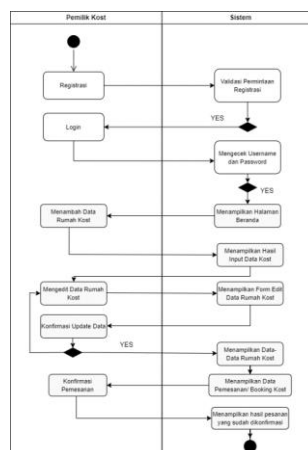 Pemilik Kost
Sistem
Registrasi
Validasi Permintaan
Registrasi
YES
Login
Mengecek Username
dan Password
YES
Menampilkan Halaman
Beranda
Menambah Data
Rumah Kost
Menampilkan Hasil
Input Data Kost
Mengedit Data Rumah
Kost
Menampilkan Form Edit
Data Rumah Kost
Konfirmasi Update Data
YES
Menampilkan Data-
Data Rumah Kost
Konfirmasi
Pemesanan
Menampilkan Data
Pemesanan/ Booking Kost
Menampilkan hasil pesanan
yang sudah dikonfirmasi